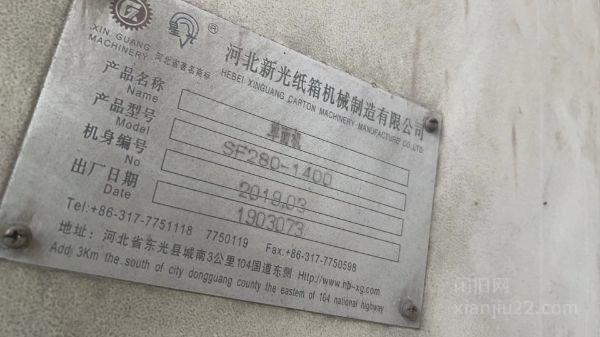 XIN GUANG
MACHINERY
河北省著名商标
®
河北新光纸箱机械制造有限公司
HEBEI XINGUANG CARTON MACHINERY MANUFACTURE CO.,LTD
产品名称
Name
单面机
产品型号
Model
SF280-1400
机身编号
No
2019.03
出厂日期
Date
1903073
Tel:+86-317-7751118 7750119 Fax:+86-317-7750598
地址:河北省东光县城南3公里104国道东侧 Http://www.hb-xg.com
Add: 3Km the south of city dongguang county the eastern of 104 national highway
闲旧网
xianjiu22.com